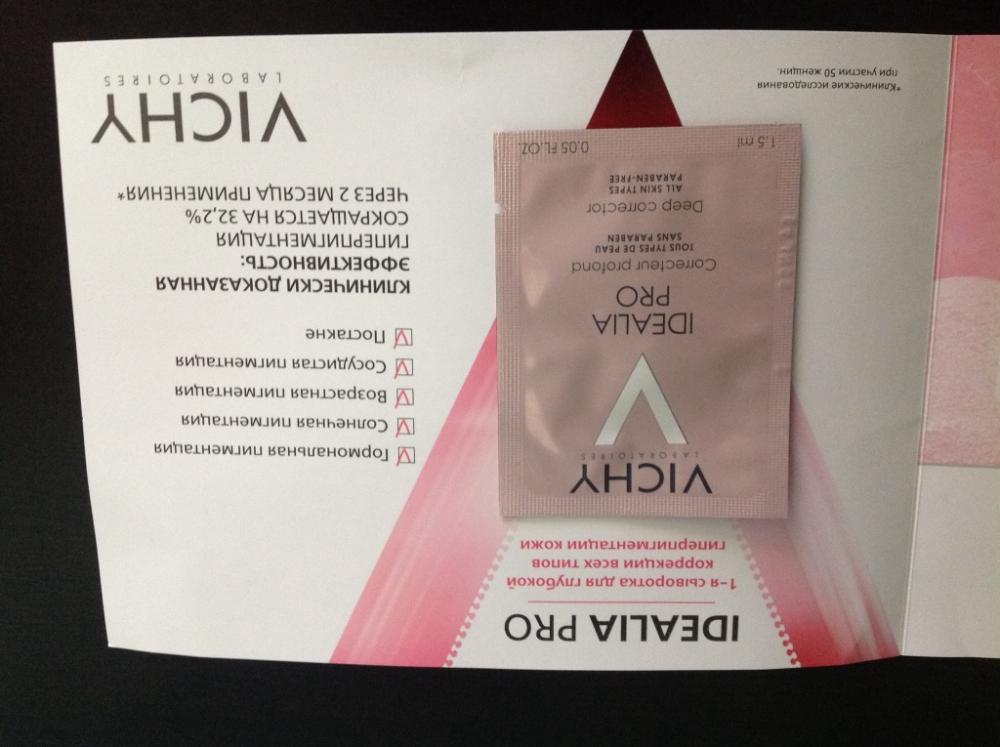 IDEALIA PRO
1-я сыворотка для глубокой
коррекции всех типов
гиперпигментации кожи
VICHY
LABORATOIRES
IDEALIA
PRO
Correcteur profond
TOUS TYPES DE PEAU
SANS PARABEN
Deep corrector
ALL SKIN TYPES
PARABEN-FREE
1.5 ml 0.05 FL.OZ.
Гормональная пигментация
Солнечная пигментация
Возрастная пигментация
Сосудистая пигментация
Постакне
КЛИНИЧЕСКИ ДОКАЗАННАЯ
ЭФФЕКТИВНОСТЬ:
ГИПЕРПИГМЕНТАЦИЯ
СОКРАЩАЕТСЯ НА 32,2%
ЧЕРЕЗ 2 МЕСЯЦА ПРИМЕНЕНИЯ*
VICHY
LABORATOIRES
*Клинические исследования
при участии 50 женщин.